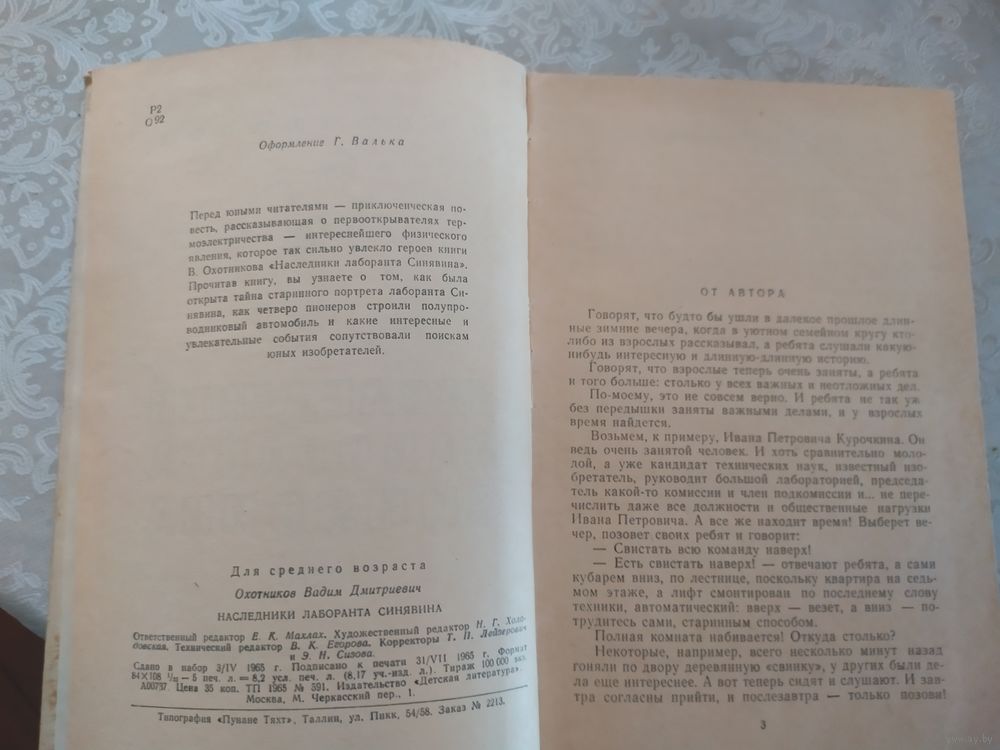 Р2
О 92
Оформление Г. Валька
Перед юными читателями — приключенческая по-
весть, рассказывающая о первооткрывателях тер-
моэлектричества — интереснейшего физического
явления, которое так сильно увлекло героев книги
В. Охотникова «Наследники лаборанта Синявина».
Прочитав книгу, вы узнаете о том, как была
открыта тайна старинного портрета лаборанта Си-
нявина, как четверо пионеров строили полупро-
водниковый автомобиль и какие интересные и
увлекательные события сопутствовали поискам
юных изобретателей.
Для среднего возраста
Охотников Вадим Дмитриевич
НАСЛЕДНИКИ ЛАБОРАНТА СИНЯВИНА
Ответственный редактор Е. К. Махлах. Художественный редактор Н. Г. Холо-
довская. Технический редактор В. К. Егорова. Корректоры Т. П. Лейзерович
и Э. Н. Сизова.
Сдано в набор 3/IV 1965 г. Подписано к печати 31/VII 1965 г. Формат
84×108 1/32 — 5 печ. л. = 8,2 усл. печ. л. (8,17 уч.-изд. л.). Тираж 100 000 экз.
А00737. Цена 35 коп. ТП 1965 № 591. Издательство «Детская литература».
Москва, М. Черкасский пер., 1.
Типография «Пунане Тяхт», Таллин, ул. Пикк, 54/58. Заказ № 2213.
ОТ АВТОРА
Говорят, что будто бы ушли в далекое прошлое длин-
ные зимние вечера, когда в уютном семейном кругу кто-
либо из взрослых рассказывал, а ребята слушали какую-
нибудь интересную и длинную-длинную историю.
Говорят, что взрослые теперь очень заняты, а ребята
и того больше: столько у всех важных и неотложных дел.
По-моему, это не совсем верно. И ребята не так уж
без передышки заняты важными делами, и у взрослых
время найдется.
Возьмем, к примеру, Ивана Петровича Курочкина. Он
ведь очень занятой человек. И хоть сравнительно моло-
дой, а уже кандидат технических наук, известный изо-
бретатель, руководит большой лабораторией, председа-
тель какой-то комиссии и член подкомиссии и... не пере-
числить даже все должности и общественные нагрузки
Ивана Петровича. А все же находит время! Выберет ве-
чер, позовет своих ребят и говорит:
— Свистать всю команду наверх!
— Есть свистать наверх! — отвечают ребята, а сами
кубарем вниз, по лестнице, поскольку квартира на седь-
мом этаже, а лифт смонтирован по последнему слову
техники, автоматический: вверх — везет, а вниз — по-
трудитесь сами, старинным способом.
Полная комната набивается! Откуда столько?
Некоторые, например, всего несколько минут назад
гоняли по двору деревянную «свинку», у других были де-
ла еще интереснее. А вот теперь сидят и слушают. И зав-
тра согласны прийти, и послезавтра — только позови!
3
www.ay.by